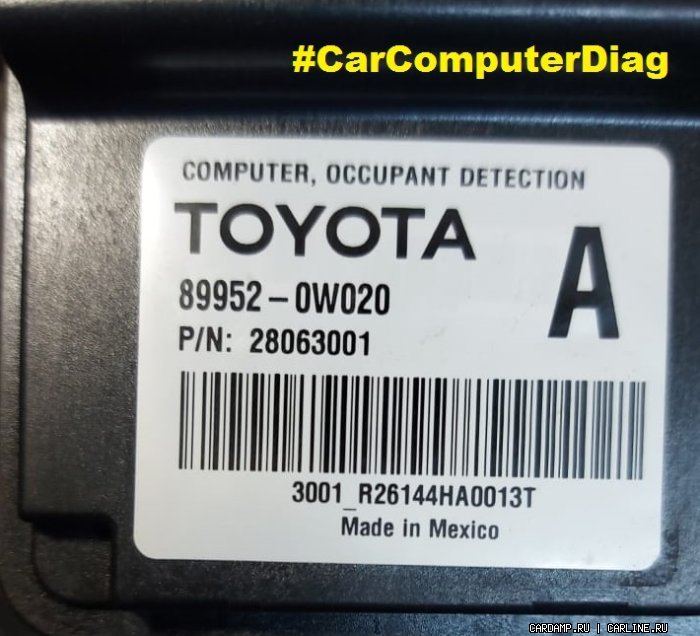 #CarComputerDiag
COMPUTER, OCCUPANT DETECTION
TOYOTA
A
89952-0W020
P/N: 28063001
3001_R26144HA0013T
Made in Mexico
CARDAMP.RU | CARLINE.RU